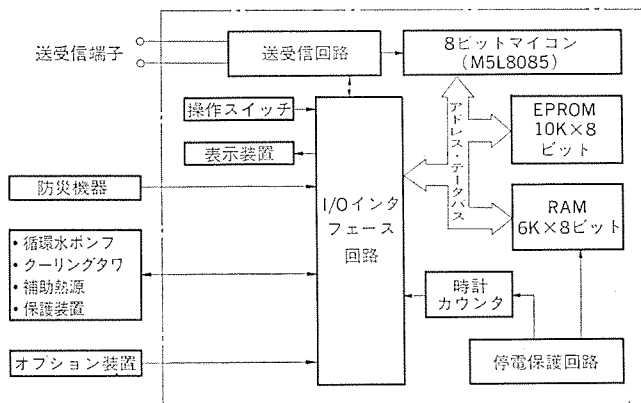 送受信端子
送受信回路
8ビットマイコン
(M5L8085)
操作スイッチ
表示装置
アドレス・データバス
EPROM
10K×8
ビット
防災機器
I/Oインタ
フェース
回路
RAM
6K×8ビット
・循環水ポンプ
・クーリングタワ
・補助熱源
・保護装置
時計
カウンタ
オプション装置
停電保護回路